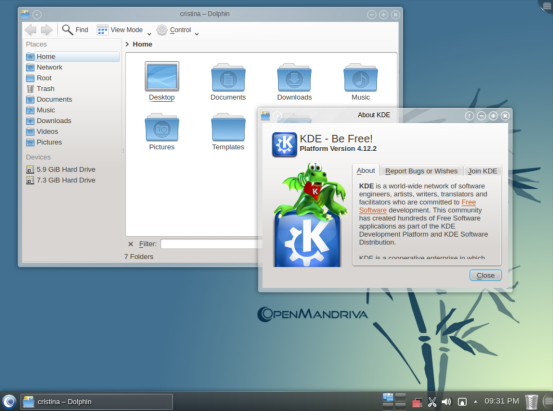 cristina – Dolphin
Find
View Mode
Control
Places
Home
Network
Root
Trash
Documents
Music
Downloads
Videos
Pictures
Devices
5.9 GiB Hard Drive
7.3 GiB Hard Drive
> Home
Desktop
Documents
Downloads
Music
Pictures
Templates
Filter:
7 Folders
About KDE
KDE - Be Free!
Platform Version 4.12.2
About
Report Bugs or Wishes
Join KDE
KDE is a world-wide network of software
engineers, artists, writers, translators and
facilitators who are committed to Free
Software development. This community
has created hundreds of Free Software
applications as part of the KDE
Development Platform and KDE Software
Distribution.
KDE is a cooperative enterprise in which
Close
OPENMANDRIVA
cristina – Dolphin
09:31 PM